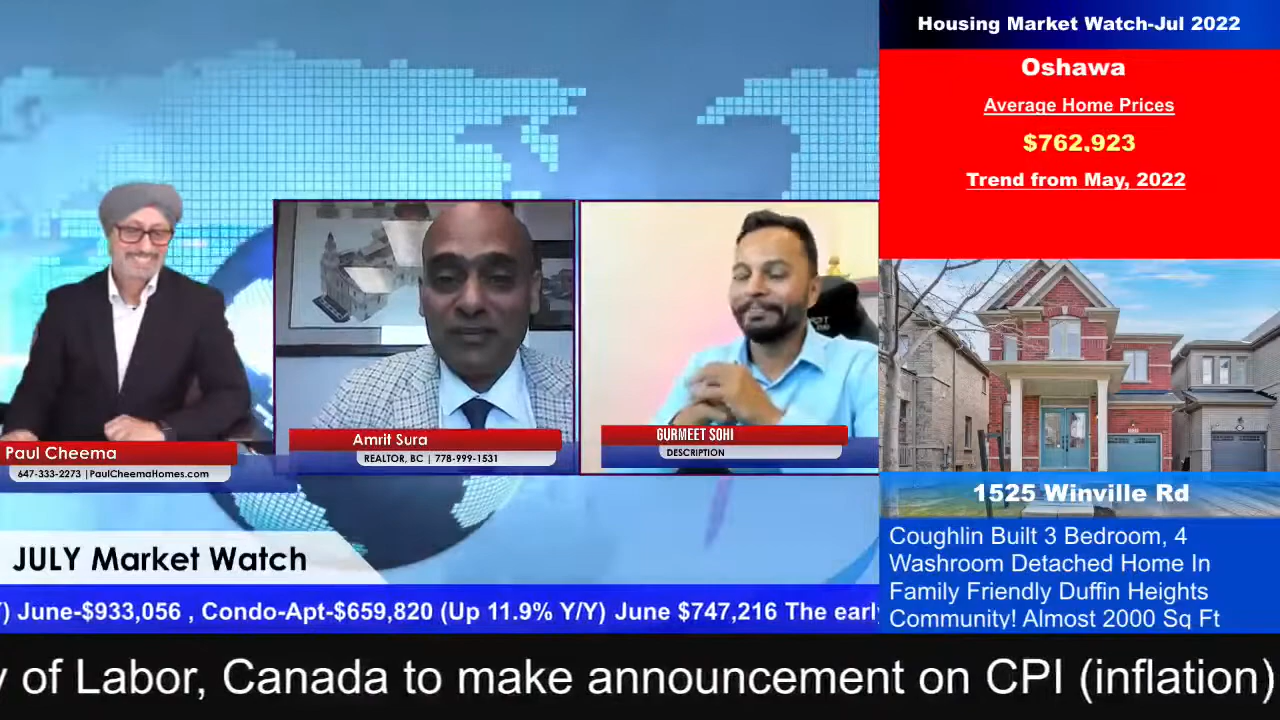 Housing Market Watch-Jul 2022
Oshawa
Average Home Prices
$762,923
Trend from May, 2022
Paul Cheema
647-333-2273 |PaulCheemaHomes.com
Amrit Sura
REALTOR, BC | 778-999-1531
GURMEET SOHI
DESCRIPTION
1525 Winville Rd
Coughlin Built 3 Bedroom, 4
Washroom Detached Home In
Family Friendly Duffin Heights
Community! Almost 2000 Sq Ft
JULY Market Watch
) June-$933,056 , Condo-Apt-$659,820 (Up 11.9% Y/Y) June $747,216 The earl
y of Labor, Canada to make announcement on CPI (inflation)